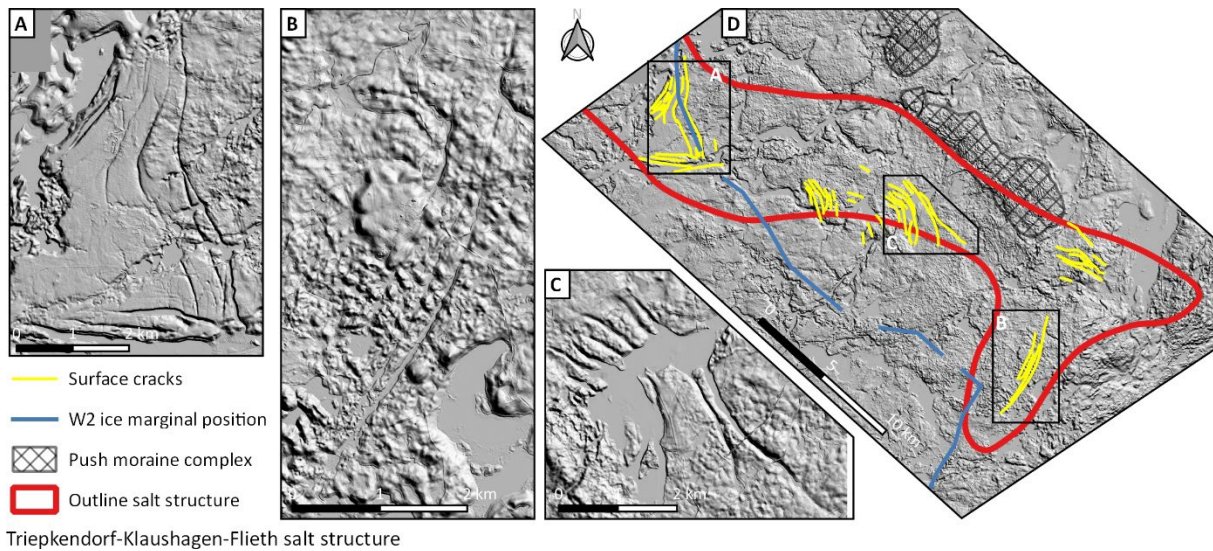 A
0 1 2 km
B
0 1 2 km
C
0 1 2 km
N
D
A
C
B
0 5 10 km
Surface cracks
W2 ice marginal position
Push moraine complex
Outline salt structure
Triepkendorf-Klaushagen-Flieth salt structure